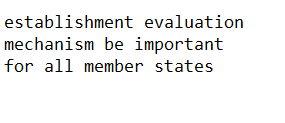 establishment evaluation
mechanism be important
for all member states